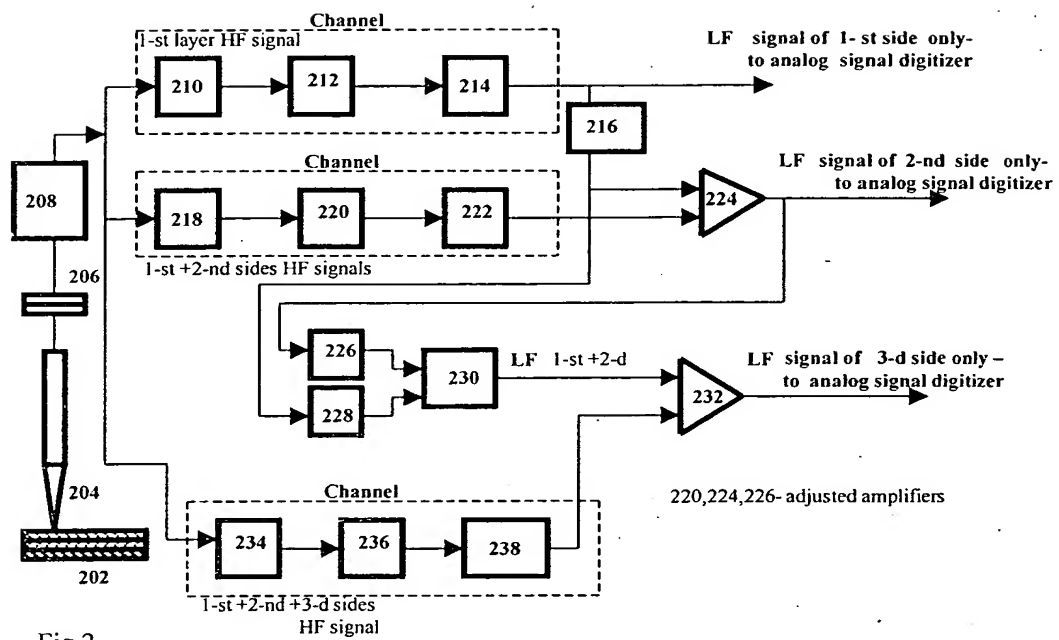 Channel
1-st layer HF signal
210
212
214
LF signal of 1- st side only-
to analog signal digitizer
216
208
Channel
218
220
222
224
LF signal of 2-nd side only-
to analog signal digitizer
1-st +2-nd sides HF signals
206
226
228
230
LF 1-st +2-d
232
LF signal of 3-d side only –
to analog signal digitizer
204
202
Channel
234
236
238
220,224,226- adjusted amplifiers
1-st +2-nd +3-d sides
HF signal